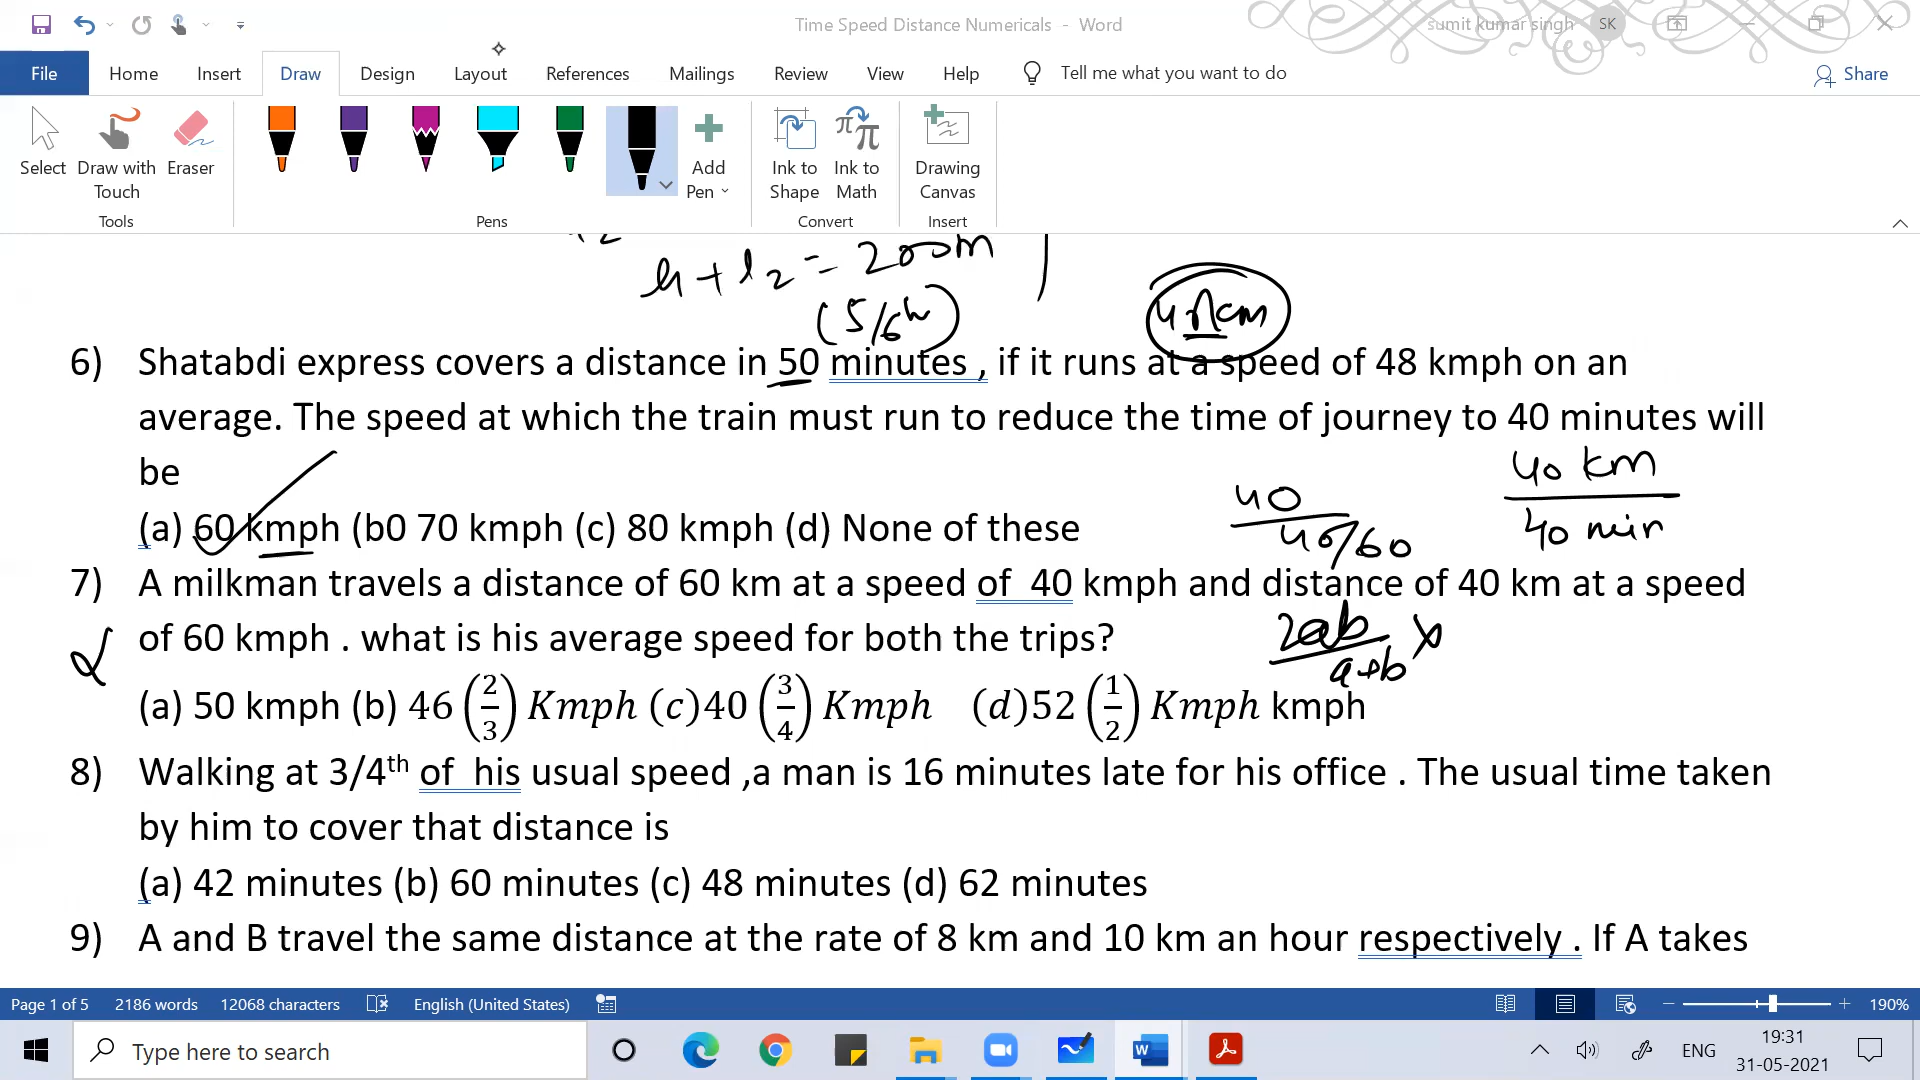 Time Speed Distance Numericals - Word
sumit kumar singh SK
File Home Insert Draw Design Layout References Mailings Review View Help Tell me what you want to do Share
Select Draw with Touch Eraser
Add Pen
Ink to Shape Ink to Math
Drawing Canvas
Tools Pens Convert Insert
l1 + l2 = 200m
(5/6 hr)
40 km
6) Shatabdi express covers a distance in 50 minutes , if it runs at a speed of 48 kmph on an
average. The speed at which the train must run to reduce the time of journey to 40 minutes will
be
40 km
40 min
40
40/60
(a) 60 kmph (b0 70 kmph (c) 80 kmph (d) None of these
7) A milkman travels a distance of 60 km at a speed of 40 kmph and distance of 40 km at a speed
of 60 kmph . what is his average speed for both the trips?
2ab
a+b
(a) 50 kmph (b) 46 (2/3) Kmph (c)40 (3/4) Kmph (d)52 (1/2) Kmph kmph
8) Walking at 3/4th of his usual speed ,a man is 16 minutes late for his office . The usual time taken
by him to cover that distance is
(a) 42 minutes (b) 60 minutes (c) 48 minutes (d) 62 minutes
9) A and B travel the same distance at the rate of 8 km and 10 km an hour respectively . If A takes
Page 1 of 5 2186 words 12068 characters English (United States) 190%
Type here to search
ENG
19:31
31-05-2021